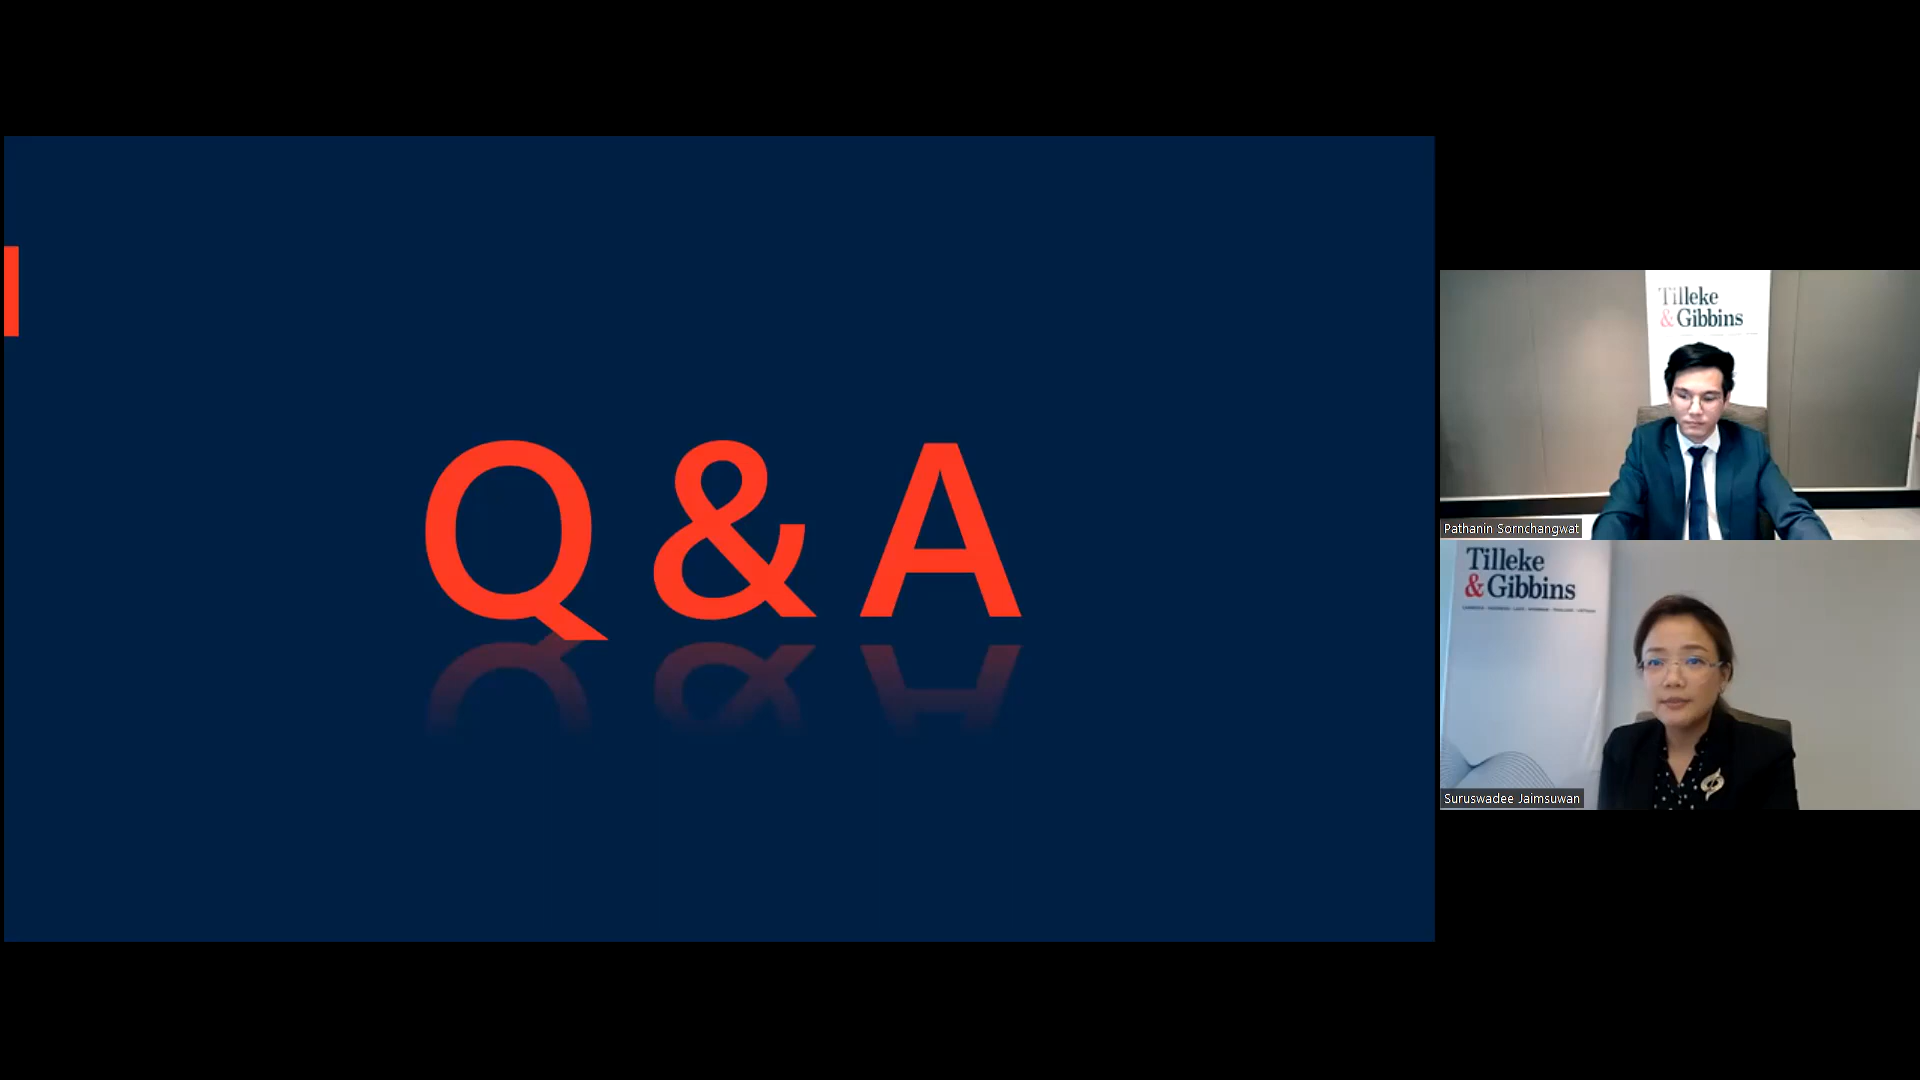 Q & A
Tilleke
& Gibbins
Pathanin Sornchangwat
Tilleke
& Gibbins
Suruswadee Jaimsuwan